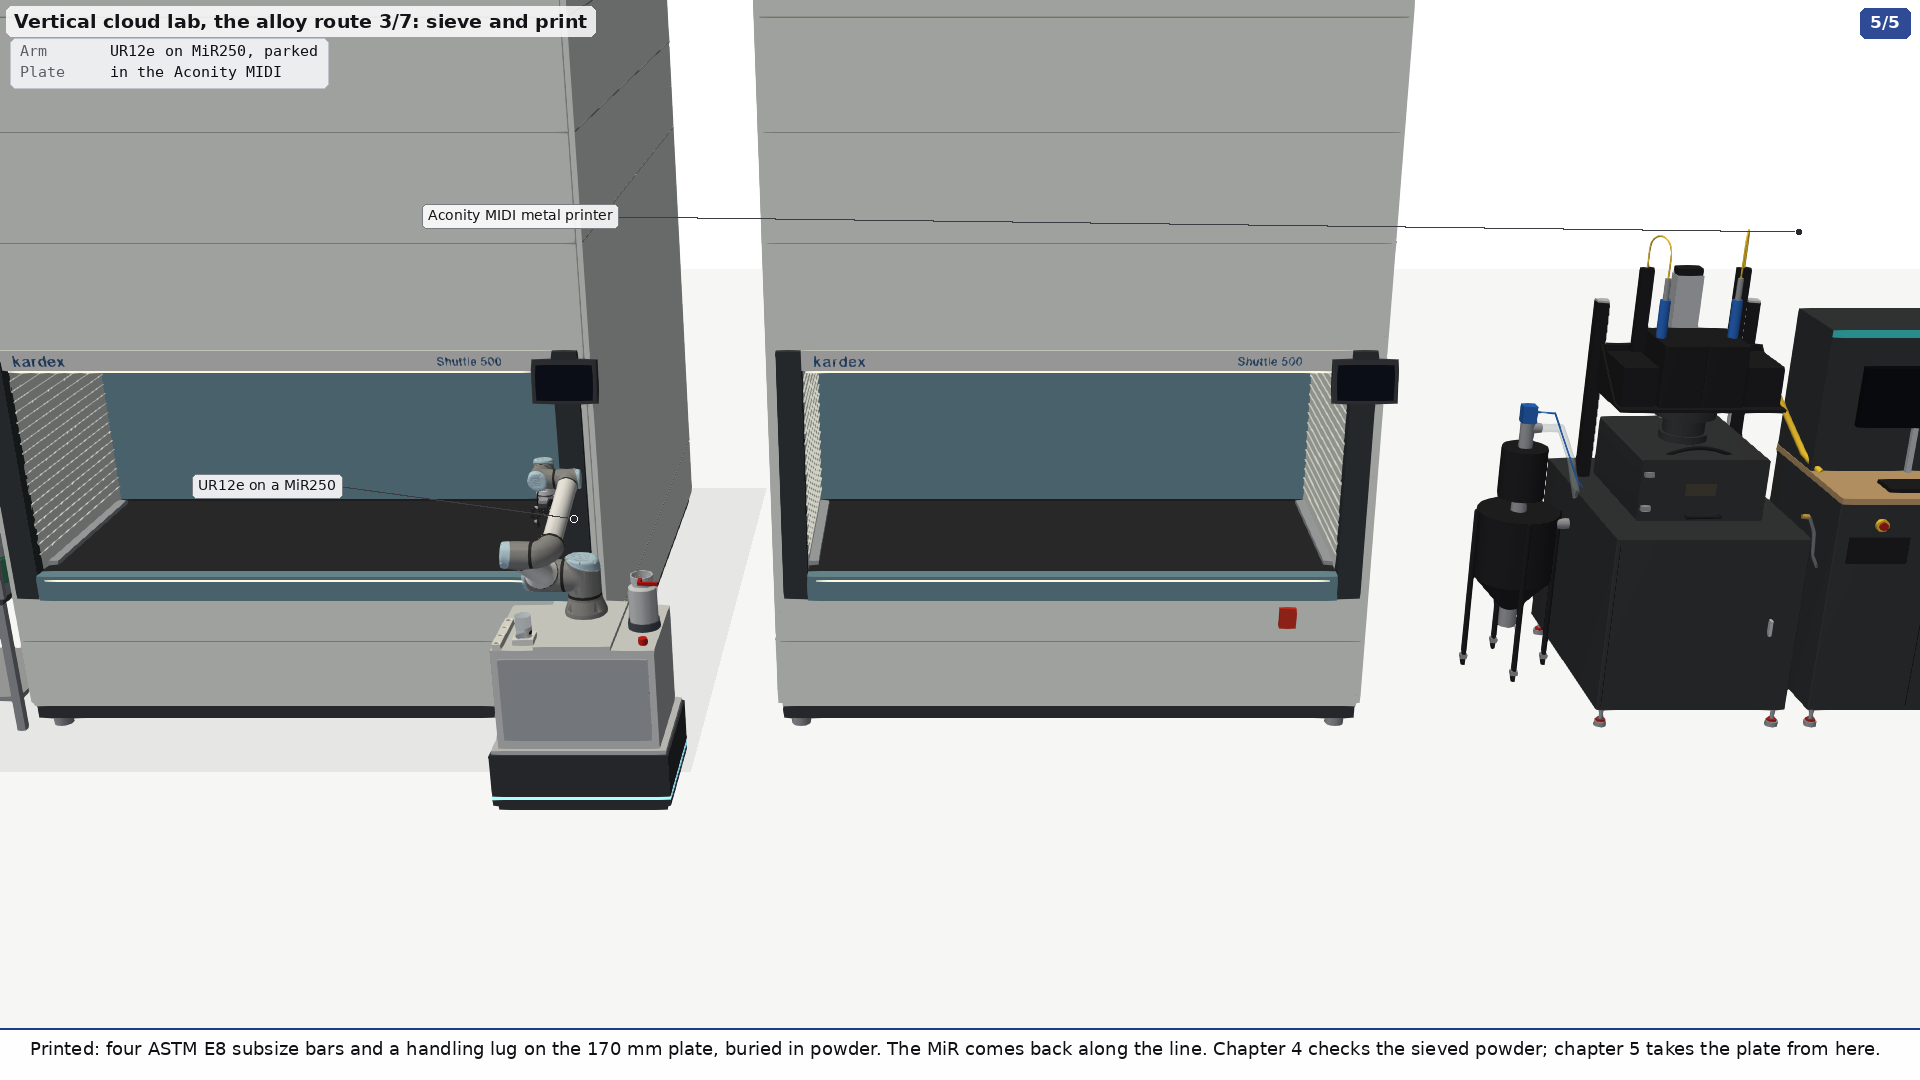 Vertical cloud lab, the alloy route 3/7: sieve and print
5/5
Arm UR12e on MiR250, parked
Plate in the Aconity MIDI
Aconity MIDI metal printer
kardex Shuttle 500
kardex Shuttle 500
UR12e on a MiR250
Printed: four ASTM E8 subsize bars and a handling lug on the 170 mm plate, buried in powder. The MiR comes back along the line. Chapter 4 checks the sieved powder; chapter 5 takes the plate from here.